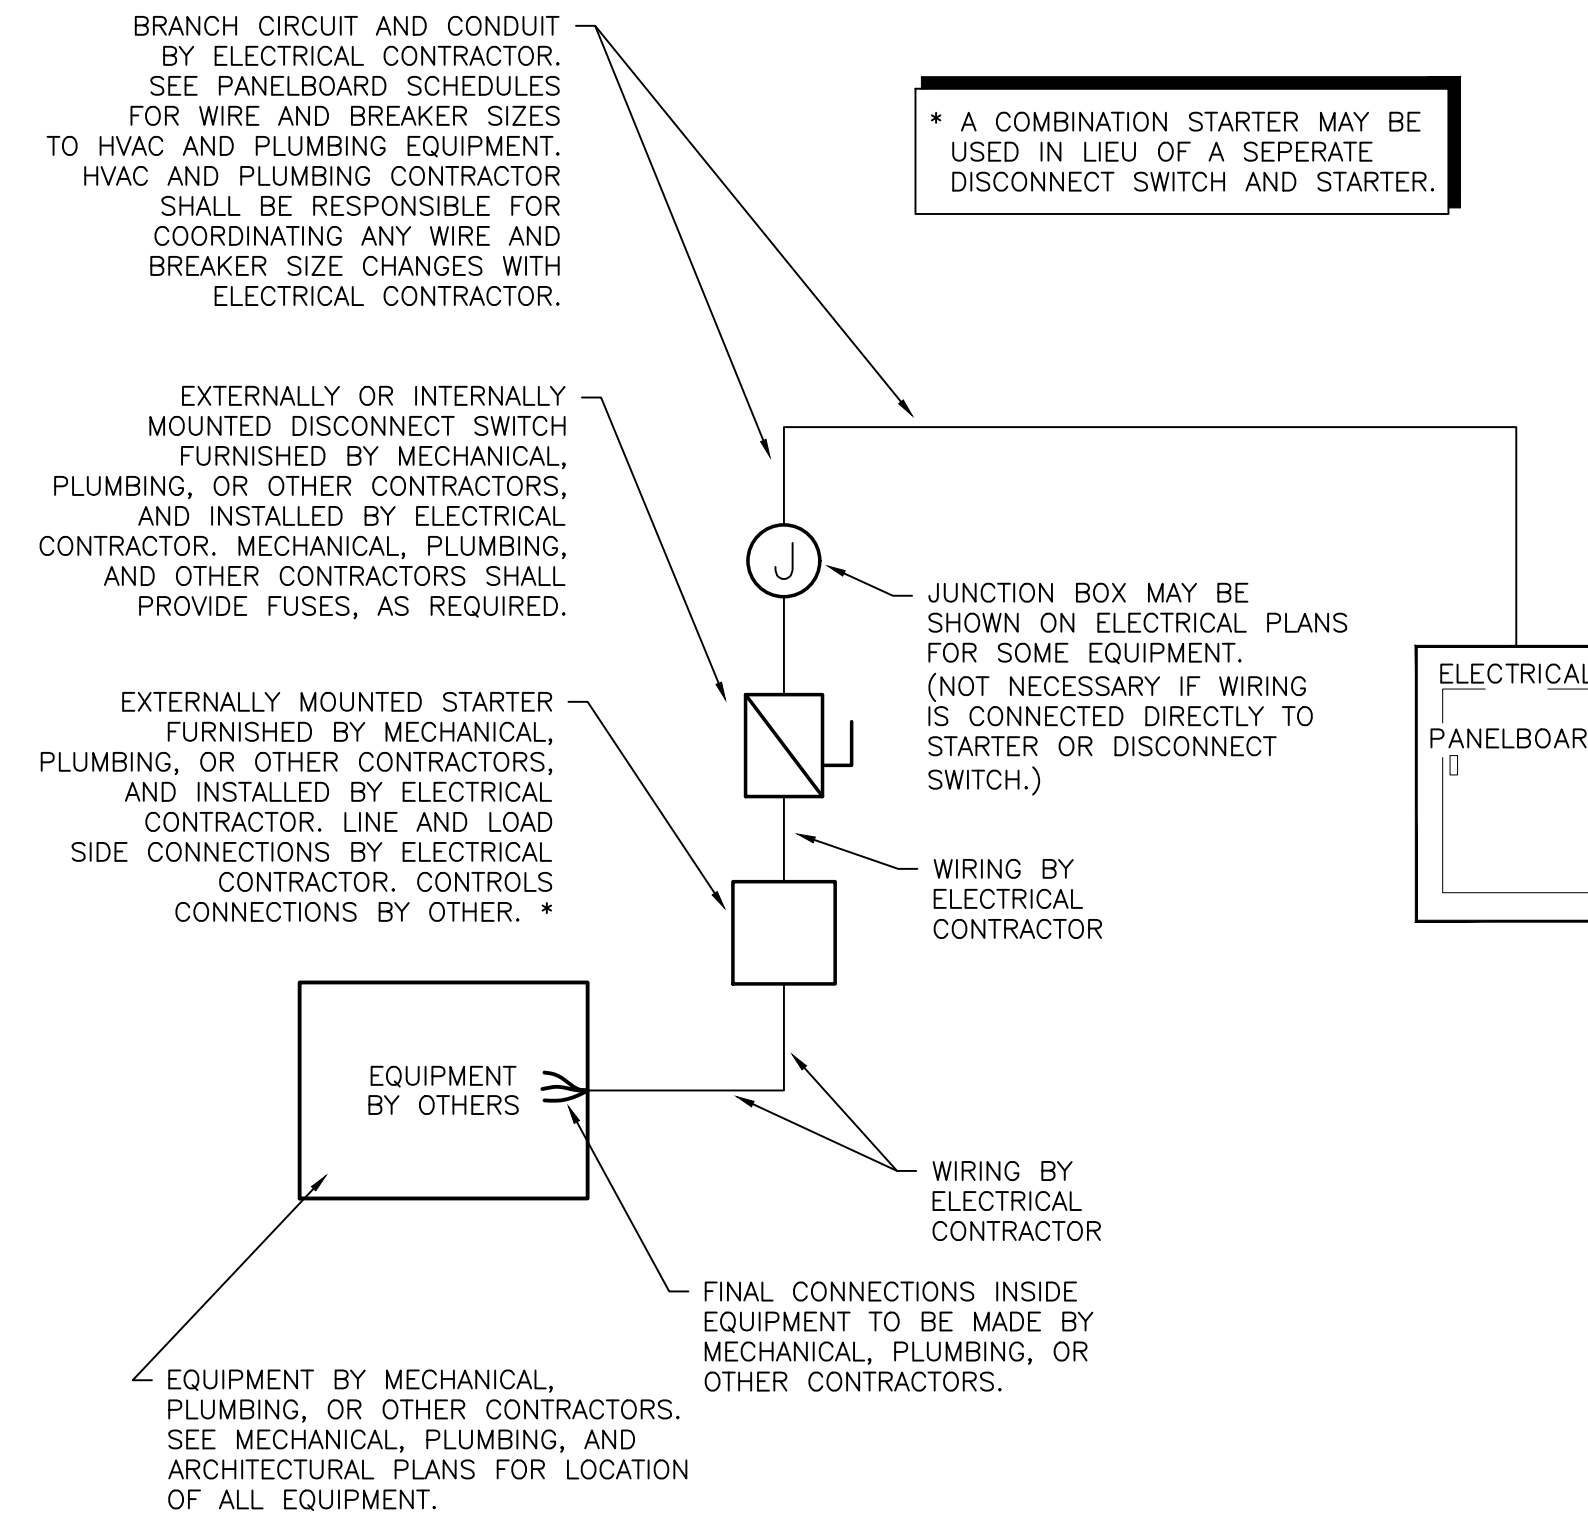 BRANCH CIRCUIT AND CONDUIT
BY ELECTRICAL CONTRACTOR.
SEE PANELBOARD SCHEDULES
FOR WIRE AND BREAKER SIZES
TO HVAC AND PLUMBING EQUIPMENT.
HVAC AND PLUMBING CONTRACTOR
SHALL BE RESPONSIBLE FOR
COORDINATING ANY WIRE AND
BREAKER SIZE CHANGES WITH
ELECTRICAL CONTRACTOR.
* A COMBINATION STARTER MAY BE
USED IN LIEU OF A SEPERATE
DISCONNECT SWITCH AND STARTER.
EXTERNALLY OR INTERNALLY
MOUNTED DISCONNECT SWITCH
FURNISHED BY MECHANICAL,
PLUMBING, OR OTHER CONTRACTORS,
AND INSTALLED BY ELECTRICAL
CONTRACTOR. MECHANICAL, PLUMBING,
AND OTHER CONTRACTORS SHALL
PROVIDE FUSES, AS REQUIRED.
J
JUNCTION BOX MAY BE
SHOWN ON ELECTRICAL PLANS
FOR SOME EQUIPMENT.
(NOT NECESSARY IF WIRING
IS CONNECTED DIRECTLY TO
STARTER OR DISCONNECT
SWITCH.)
ELECTRICAL
PANELBOAR
EXTERNALLY MOUNTED STARTER
FURNISHED BY MECHANICAL,
PLUMBING, OR OTHER CONTRACTORS,
AND INSTALLED BY ELECTRICAL
CONTRACTOR. LINE AND LOAD
SIDE CONNECTIONS BY ELECTRICAL
CONTRACTOR. CONTROLS
CONNECTIONS BY OTHER. *
WIRING BY
ELECTRICAL
CONTRACTOR
EQUIPMENT
BY OTHERS
WIRING BY
ELECTRICAL
CONTRACTOR
FINAL CONNECTIONS INSIDE
EQUIPMENT TO BE MADE BY
MECHANICAL, PLUMBING, OR
OTHER CONTRACTORS.
EQUIPMENT BY MECHANICAL,
PLUMBING, OR OTHER CONTRACTORS.
SEE MECHANICAL, PLUMBING, AND
ARCHITECTURAL PLANS FOR LOCATION
OF ALL EQUIPMENT.